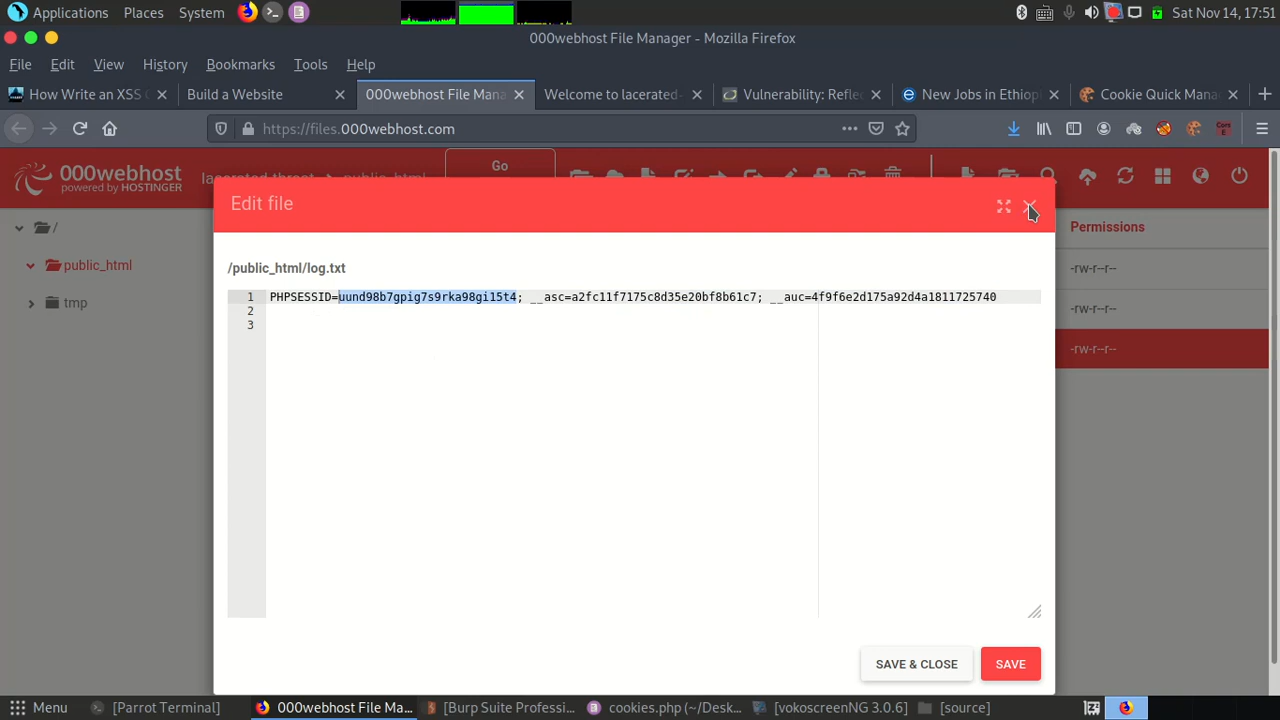 Applications Places System Sat Nov 14, 17:51
000webhost File Manager - Mozilla Firefox
File Edit View History Bookmarks Tools Help
How Write an XSS Build a Website 000webhost File Mana Welcome to lacerated- Vulnerability: Refle New Jobs in Ethiop Cookie Quick Mana
https://files.000webhost.com
000webhost
powered by HOSTINGER
Go
Edit file
/ Permissions
public_html /public_html/log.txt -rw-r--r--
1 PHPSESSID=uund98b7gpig7s9rka98gi15t4; __asc=a2fc11f7175c8d35e20bf8b61c7; __auc=4f9f6e2d175a92d4a1811725740
tmp 2 -rw-r--r--
3
-rw-r--r--
SAVE & CLOSE SAVE
Menu [Parrot Terminal] 000webhost File Ma... [Burp Suite Professi... cookies.php (~/Desk... [vokoscreenNG 3.0.6] [source]